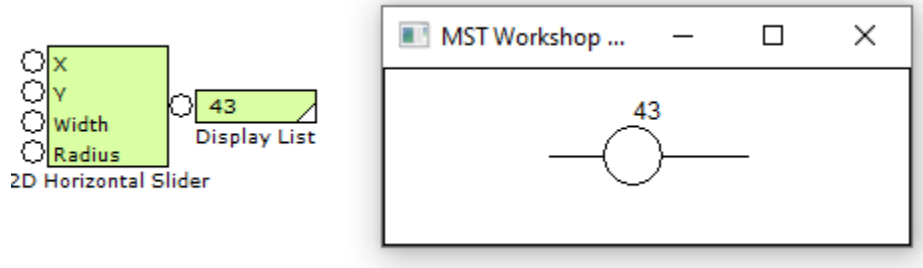 X
Y
Width
Radius
2D Horizontal Slider
43
Display List
MST Workshop ...
43